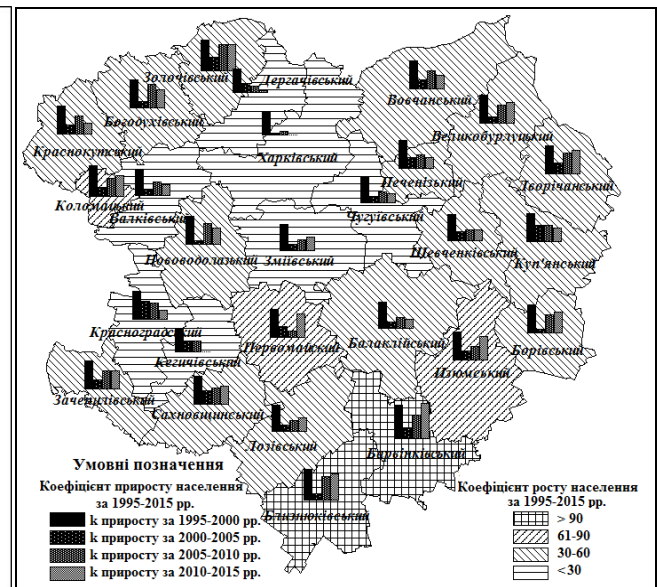 Золочівський
Дергачівський
Вовчанський
Богодухівський
Великобурлуцький
Краснокутський
Харківський
Печенізький
Дворічанський
Коломацький
Валківський
Чугуївський
Шевченківський
Куп'янський
Нововодолазький
Зміївський
Красноградський
Первомайский
Балаклійський
Борівський
Кегичівський
Изюмський
Зачепилівський
Сахновщинський
Лозівський
Барвінківський
Близнюківський
Умовні позначення
Коефіцієнт приросту населення
за 1995-2015 рр.
k приросту за 1995-2000 рр.
k приросту за 2000-2005 рр.
k приросту за 2005-2010 рр.
k приросту за 2010-2015 рр.
Коефіцієнт росту населення
за 1995-2015 рр.
> 90
61-90
30-60
<30